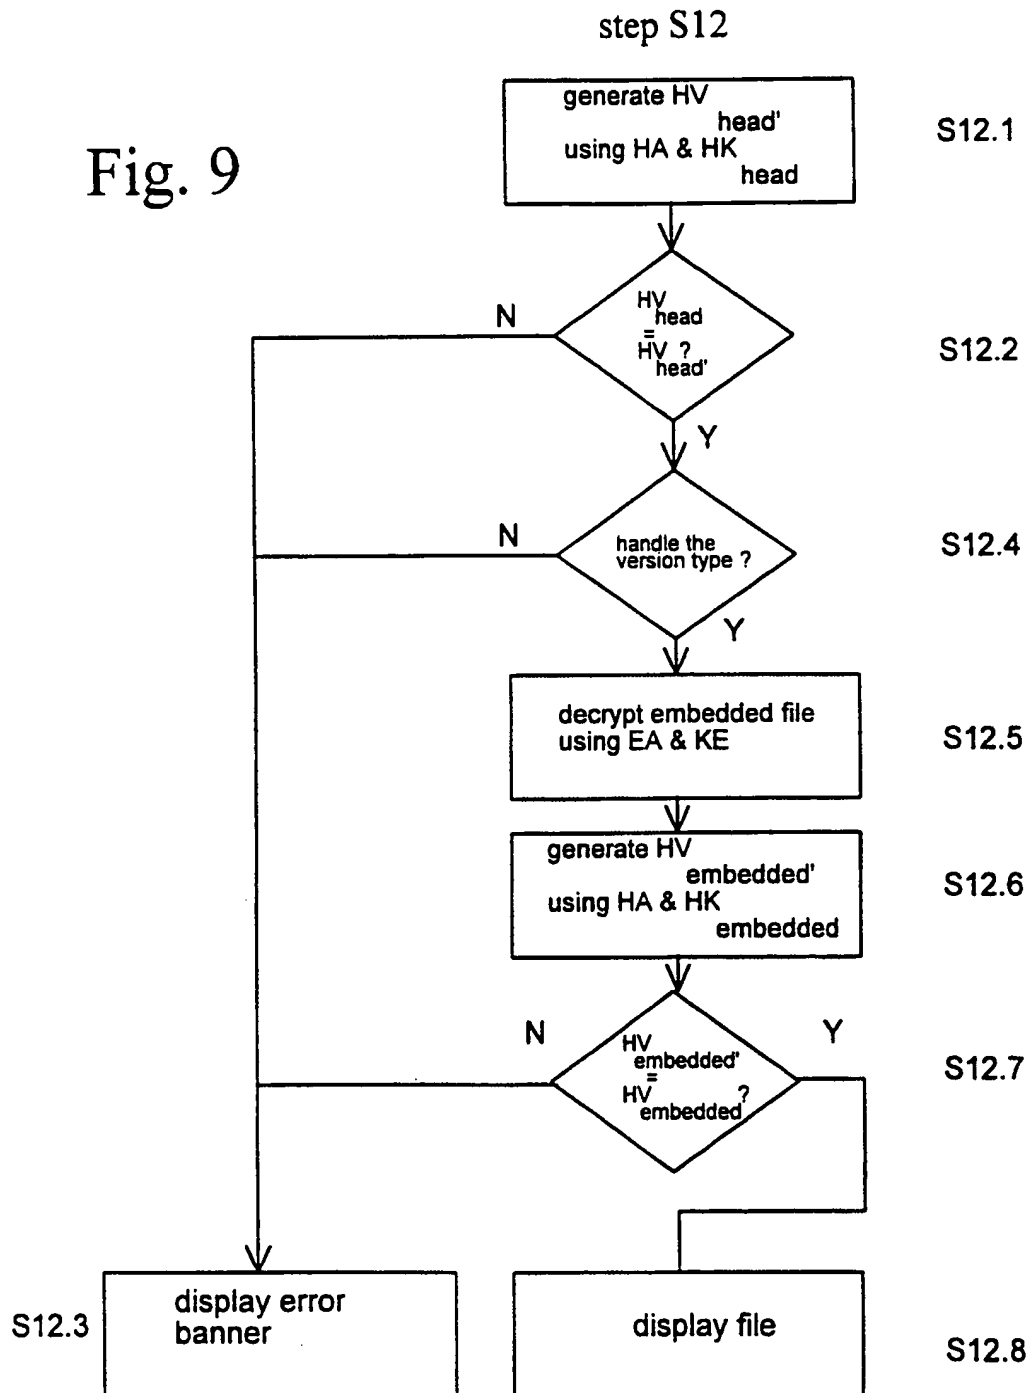 step S12
Fig. 9
generate HV
head'
using HA & HK
head
S12.1
N
HV
head
=
HV ?
head'
S12.2
Y
N
handle the
version type ?
S12.4
Y
decrypt embedded file
using EA & KE
S12.5
generate HV
embedded'
using HA & HK
embedded
S12.6
N
HV
embedded'
=
HV ?
embedded
Y
S12.7
S12.3
display error
banner
display file
S12.8